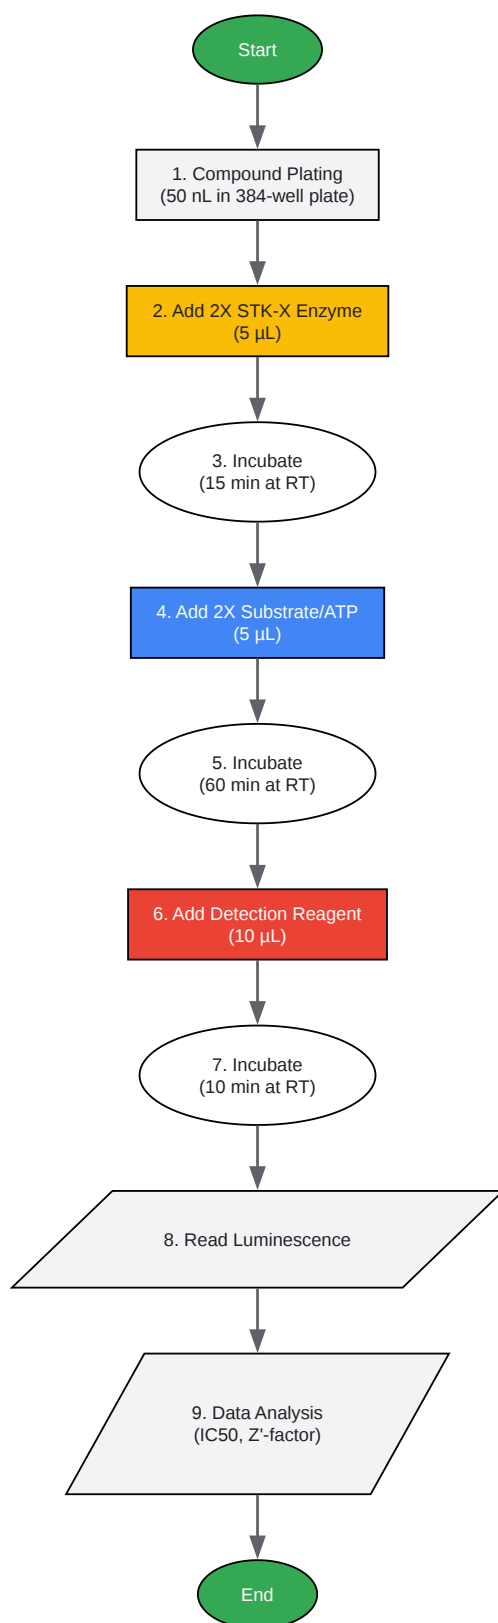 Start
1. Compound Plating
(50 nL in 384-well plate)
2. Add 2X STK-X Enzyme
(5 µL)
3. Incubate
(15 min at RT)
4. Add 2X Substrate/ATP
(5 µL)
5. Incubate
(60 min at RT)
6. Add Detection Reagent
(10 µL)
7. Incubate
(10 min at RT)
8. Read Luminescence
9. Data Analysis
(IC50, Z'-factor)
End